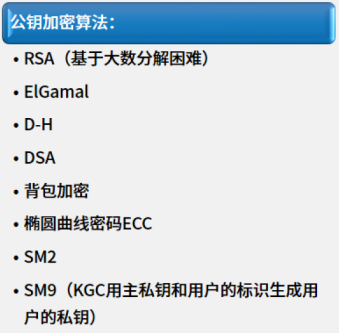 公钥加密算法：
• RSA（基于大数分解困难）
• ElGamal
• D-H
• DSA
• 背包加密
• 椭圆曲线密码ECC
• SM2
• SM9（KGC用主私钥和用户的标识生成用
户的私钥）